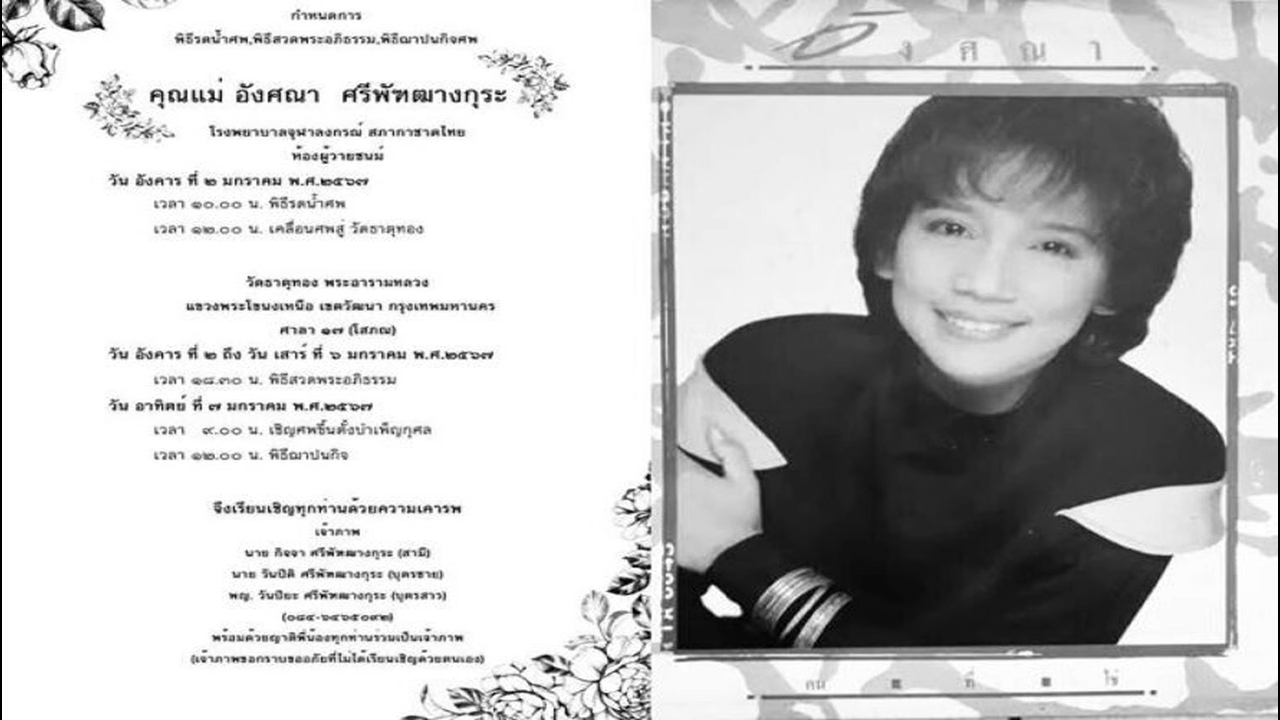 กำหนดการ
พิธีรดน้ำศพ,พิธีสวดพระอภิธรรม,พิธีฌาปนกิจศพ
คุณแม่ อังศณา ศรีพัฑฒางกุระ
โรงพยาบาลจุฬาลงกรณ์ สภากาชาดไทย
ห้องผู้วายชนม์
วัน อังคาร ที่ ๒ มกราคม พ.ศ.๒๕๖๗
เวลา ๑๐.๐๐ น. พิธีรดน้ำศพ
เวลา ๑๒.๐๐ น. เคลื่อนศพสู่ วัดธาตุทอง
วัดธาตุทอง พระอารามหลวง
แขวงพระโขนงเหนือ เขตวัฒนา กรุงเทพมหานคร
ศาลา ๑๗ (โสภณ)
วัน อังคาร ที่ ๒ ถึง วัน เสาร์ ที่ ๖ มกราคม พ.ศ.๒๕๖๗
เวลา ๑๘.๓๐ น. พิธีสวดพระอภิธรรม
วัน อาทิตย์ ที่ ๗ มกราคม พ.ศ.๒๕๖๗
เวลา ๙.๐๐ น. เชิญศพขึ้นตั้งบำเพ็ญกุศล
เวลา ๑๒.๐๐ น. พิธีฌาปนกิจ
จึงเรียนเชิญทุกท่านด้วยความเคารพ
เจ้าภาพ
นาย กิจจา ศรีพัฑฒางกุระ (สามี)
นาย วันปิติ ศรีพัฑฒางกุระ (บุตรชาย)
พญ. วันปิยะ ศรีพัฑฒางกุระ (บุตรสาว)
(๐๘๔-๖๔๖๕๐๙๒)
พร้อมด้วยญาติพี่น้องทุกท่านร่วมเป็นเจ้าภาพ
(เจ้าภาพขอกราบขออภัยที่ไม่ได้เรียนเชิญด้วยตนเอง)
อังศณา
คน ที่ ใช่